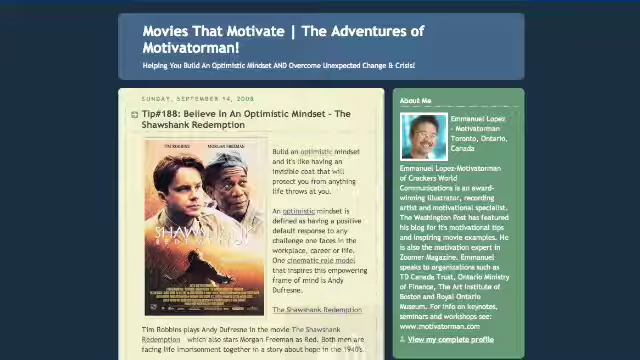 Movies That Motivate | The Adventures of
Motivatorman!
Helping You Build An Optimistic Mindset AND Overcome Unexpected Change & Crisis!
SUNDAY, SEPTEMBER 14, 2008
Tip#188: Believe In An Optimistic Mindset - The
Shawshank Redemption
TIM ROBBINS MORGAN FREEMAN
SHAWSHANK
REDEMPTION
Build an optimistic mindset
and it's like having an
invisible coat that will
protect you from anything
life throws at you.
An optimistic mindset is
defined as having a positive
default response to any
challenge one faces in the
workplace, career or life.
One cinematic role model
that inspires this empowering
frame of mind is Andy
Dufresne.
The Shawshank Redemption
Tim Robbins plays Andy Dufresne in the movie The Shawshank
Redemption which also stars Morgan Freeman as Red. Both men are
facing life imprisonment together in a story about hope in the 1940's.
About Me
Emmanuel Lopez
- Motivatorman
Toronto, Ontario,
Canada
Emmanuel Lopez-Motivatorman
of Crackers World
Communications is an award-
winning illustrator, recording
artist and motivational specialist.
The Washington Post has featured
his blog for it's motivational tips
and inspiring movie examples. He
is also the motivation expert in
Zoomer Magazine. Emmanuel
speaks to organizations such as
TD Canada Trust, Ontario Ministry
of Finance, The Art Institute of
Boston and Royal Ontario
Museum. For info on keynotes,
seminars and workshops see:
www.motivatorman.com
View my complete profile